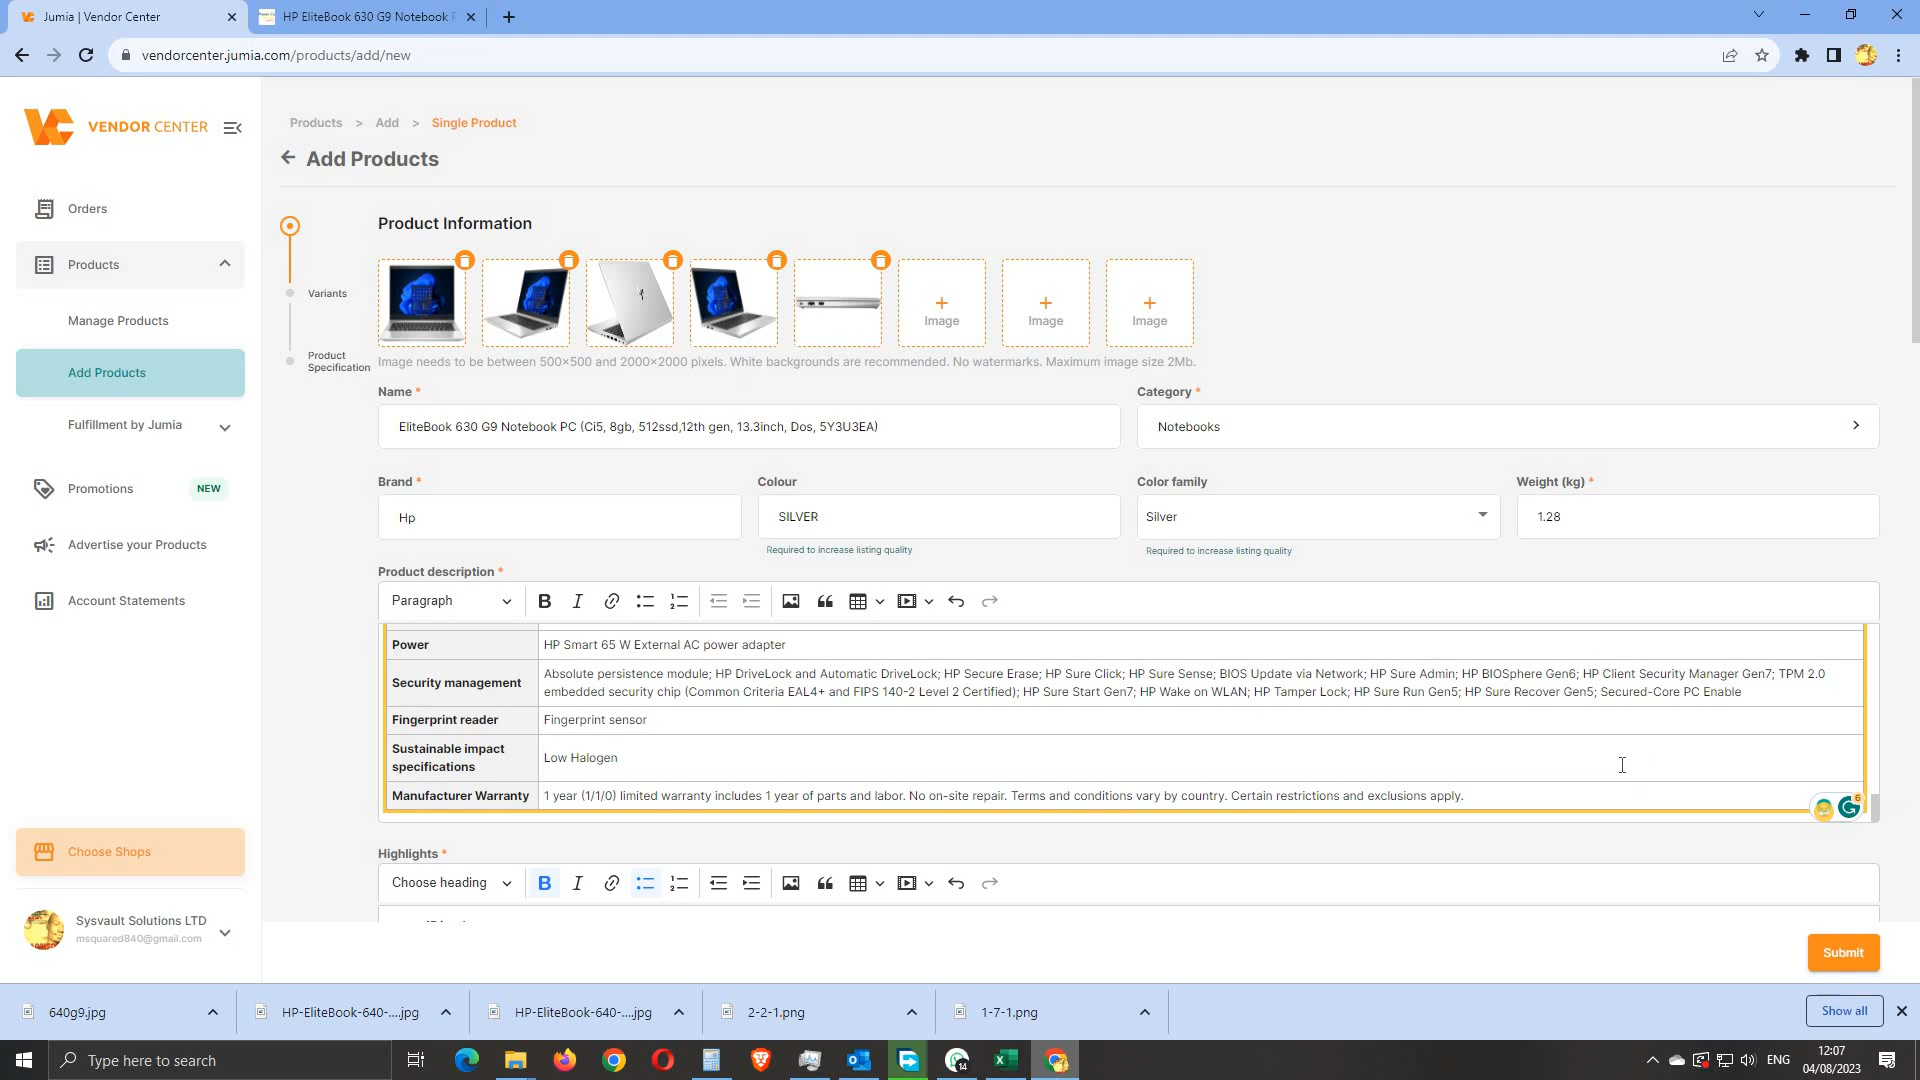 Jumia | Vendor Center
HP EliteBook 630 G9 Notebook
vendorcenter.jumia.com/products/add/new
VENDOR CENTER
Orders
Products
Manage Products
Add Products
Fulfillment by Jumia
Promotions
NEW
Advertise your Products
Account Statements
Choose Shops
Sysvault Solutions LTD
msquared840@gmail.com
Products > Add > Single Product
Add Products
Variants
Product
Specification
Product Information
Image
Image
Image
Image needs to be between 500×500 and 2000×2000 pixels. White backgrounds are recommended. No watermarks. Maximum image size 2Mb.
Name *
EliteBook 630 G9 Notebook PC (Ci5, 8gb, 512ssd,12th gen, 13.3inch, Dos, 5Y3U3EA)
Category *
Notebooks
Brand *
Hp
Colour
SILVER
Required to increase listing quality
Color family
Silver
Required to increase listing quality
Weight (kg) *
1.28
Product description *
Paragraph
Power
HP Smart 65 W External AC power adapter
Security management
Absolute persistence module; HP DriveLock and Automatic DriveLock; HP Secure Erase; HP Sure Click; HP Sure Sense; BIOS Update via Network; HP Sure Admin; HP BIOSphere Gen6; HP Client Security Manager Gen7; TPM 2.0
embedded security chip (Common Criteria EAL4+ and FIPS 140-2 Level 2 Certified); HP Sure Start Gen7; HP Wake on WLAN; HP Tamper Lock; HP Sure Run Gen5; HP Sure Recover Gen5; Secured-Core PC Enable
Fingerprint reader
Fingerprint sensor
Sustainable impact
specifications
Low Halogen
Manufacturer Warranty
1 year (1/1/0) limited warranty includes 1 year of parts and labor. No on-site repair. Terms and conditions vary by country. Certain restrictions and exclusions apply.
6
Highlights *
Choose heading
Submit
640g9.jpg
HP-EliteBook-640-....jpg
HP-EliteBook-640-....jpg
2-2-1.png
1-7-1.png
Show all
Type here to search
14
ENG
12:07
04/08/2023